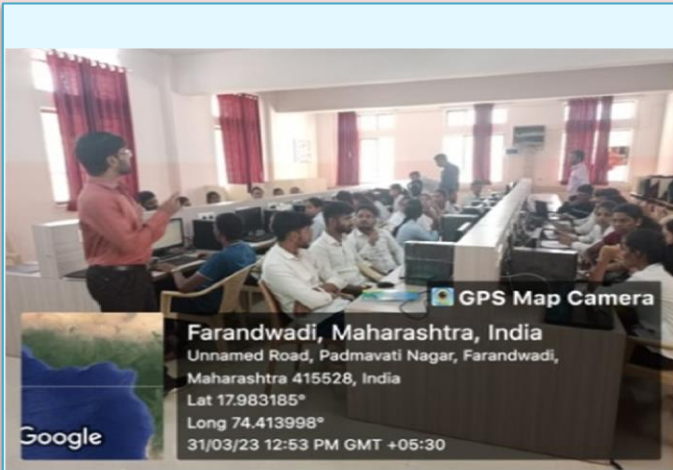 GPS Map Camera
Farandwadi, Maharashtra, India
Unnamed Road, Padmavati Nagar, Farandwadi,
Maharashtra 415528, India
Lat 17.983185°
Long 74.413998°
31/03/23 12:53 PM GMT +05:30
Google